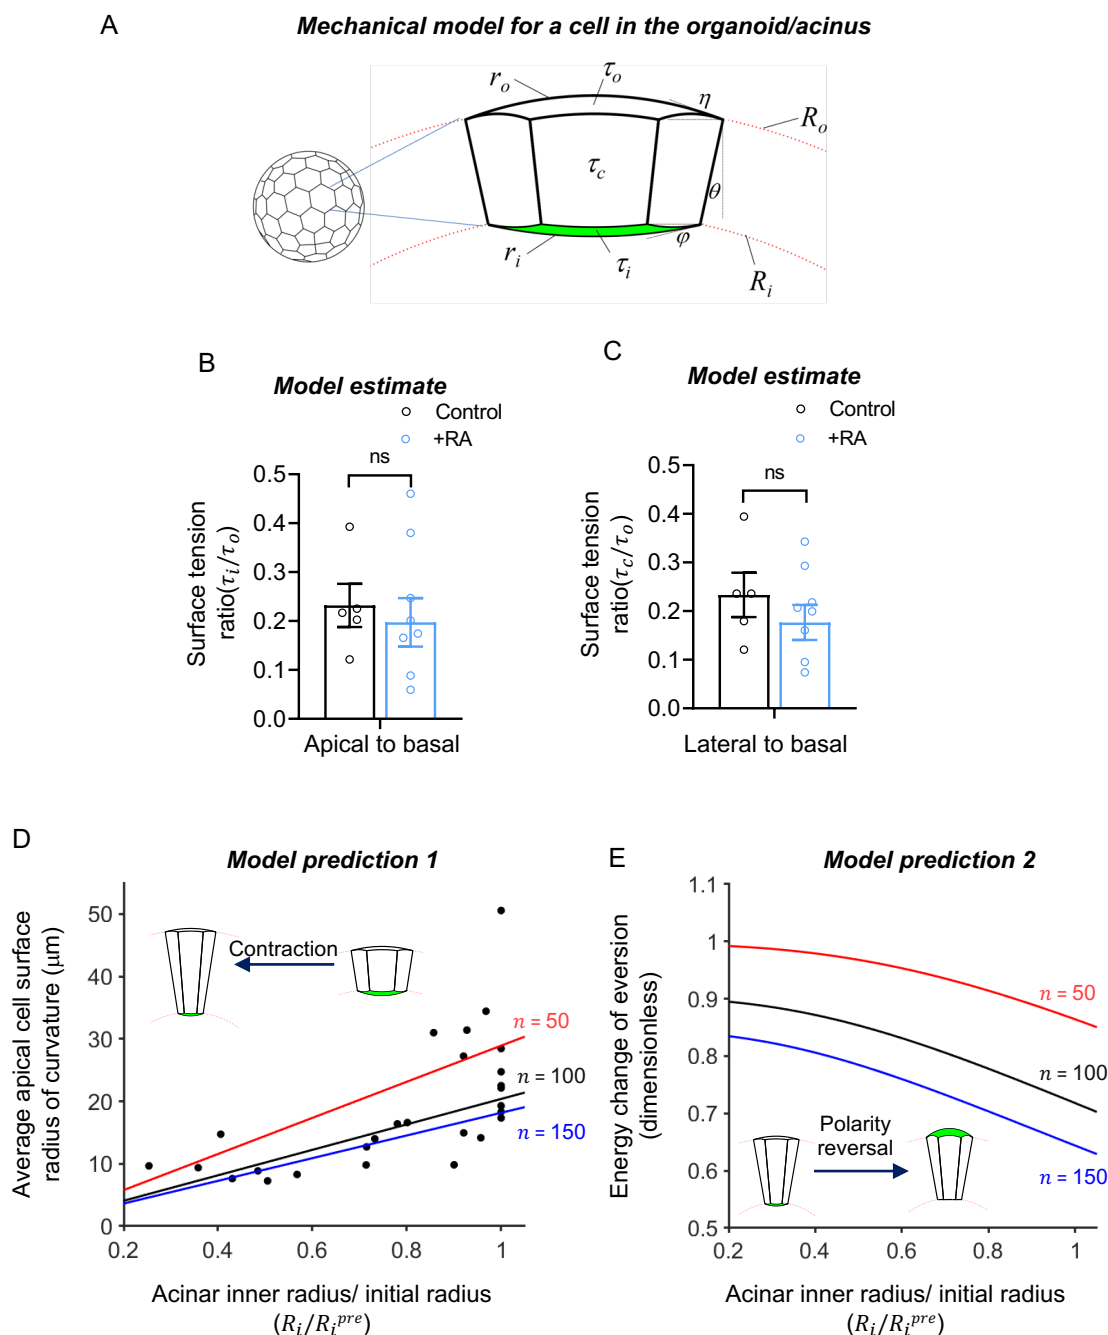 A
Mechanical model for a cell in the organoid/acinus
r_o
τ_o
η
R_o
τ_c
θ
r_i
τ_i
φ
R_i
B
Model estimate
Control
+RA
ns
Surface tension
ratio(τ_i/τ_o)
0.5
0.4
0.3
0.2
0.1
0.0
Apical to basal
C
Model estimate
Control
+RA
ns
Surface tension
ratio(τ_c/τ_o)
0.5
0.4
0.3
0.2
0.1
0.0
Lateral to basal
D
Model prediction 1
Average apical cell surface
radius of curvature (μm)
50
40
30
20
10
0
Contraction
n = 50
n = 100
n = 150
0.2 0.4 0.6 0.8 1
Acinar inner radius/ initial radius
(R_i/R_i^pre)
E
Model prediction 2
Energy change of eversion
(dimensionless)
1.1
1
0.9
0.8
0.7
0.6
0.5
n = 50
n = 100
n = 150
Polarity
reversal
0.2 0.4 0.6 0.8 1
Acinar inner radius/ initial radius
(R_i/R_i^pre)